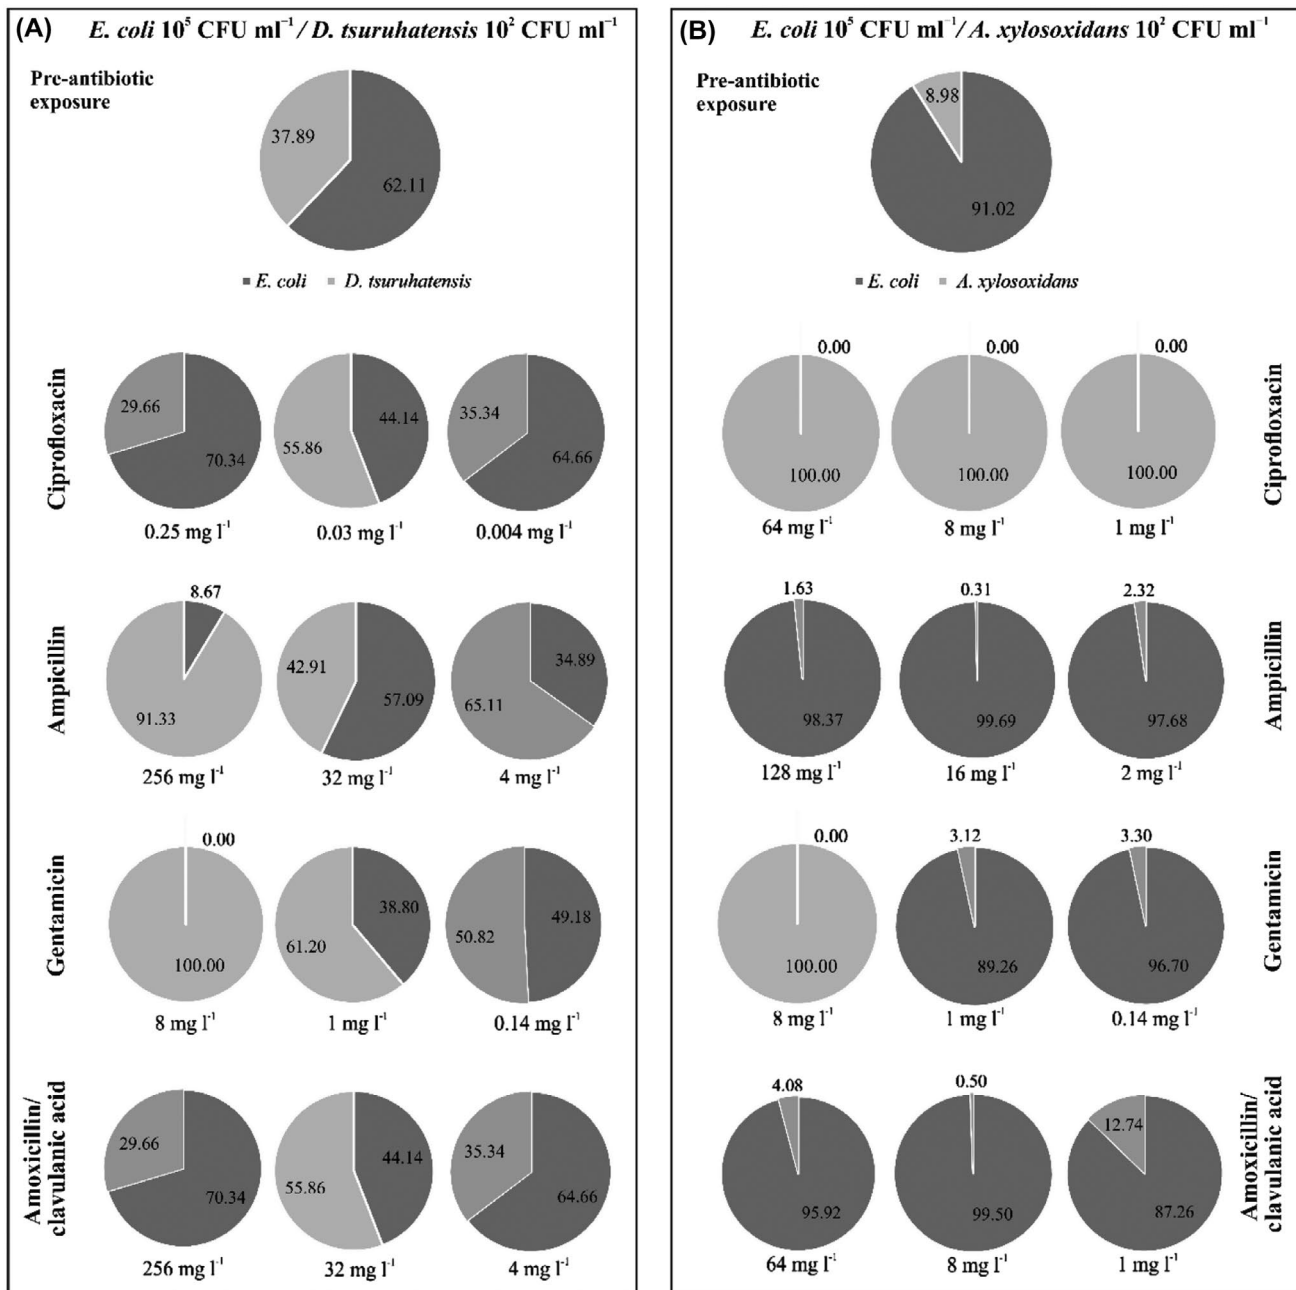 (A) E. coli 10⁵ CFU ml⁻¹ / D. tsuruhatensis 10² CFU ml⁻¹
Pre-antibiotic
exposure
37.89
62.11
E. coli D. tsuruhatensis
Ciprofloxacin
29.66
70.34
44.14
55.86
35.34
64.66
0.25 mg l⁻¹ 0.03 mg l⁻¹ 0.004 mg l⁻¹
Ampicillin
8.67
91.33
42.91
57.09
34.89
65.11
256 mg l⁻¹ 32 mg l⁻¹ 4 mg l⁻¹
Gentamicin
0.00
100.00
38.80
61.20
50.82
49.18
8 mg l⁻¹ 1 mg l⁻¹ 0.14 mg l⁻¹
Amoxicillin/
clavulanic acid
29.66
70.34
44.14
55.86
35.34
64.66
256 mg l⁻¹ 32 mg l⁻¹ 4 mg l⁻¹
(B) E. coli 10⁵ CFU ml⁻¹ / A. xylosoxidans 10² CFU ml⁻¹
Pre-antibiotic
exposure
8.98
91.02
E. coli A. xylosoxidans
0.00 0.00 0.00
100.00 100.00 100.00
64 mg l⁻¹ 8 mg l⁻¹ 1 mg l⁻¹
Ciprofloxacin
1.63 0.31 2.32
98.37 99.69 97.68
128 mg l⁻¹ 16 mg l⁻¹ 2 mg l⁻¹
Ampicillin
0.00 3.12 3.30
100.00 89.26 96.70
8 mg l⁻¹ 1 mg l⁻¹ 0.14 mg l⁻¹
Gentamicin
4.08 0.50 12.74
95.92 99.50 87.26
64 mg l⁻¹ 8 mg l⁻¹ 1 mg l⁻¹
Amoxicillin/
clavulanic acid